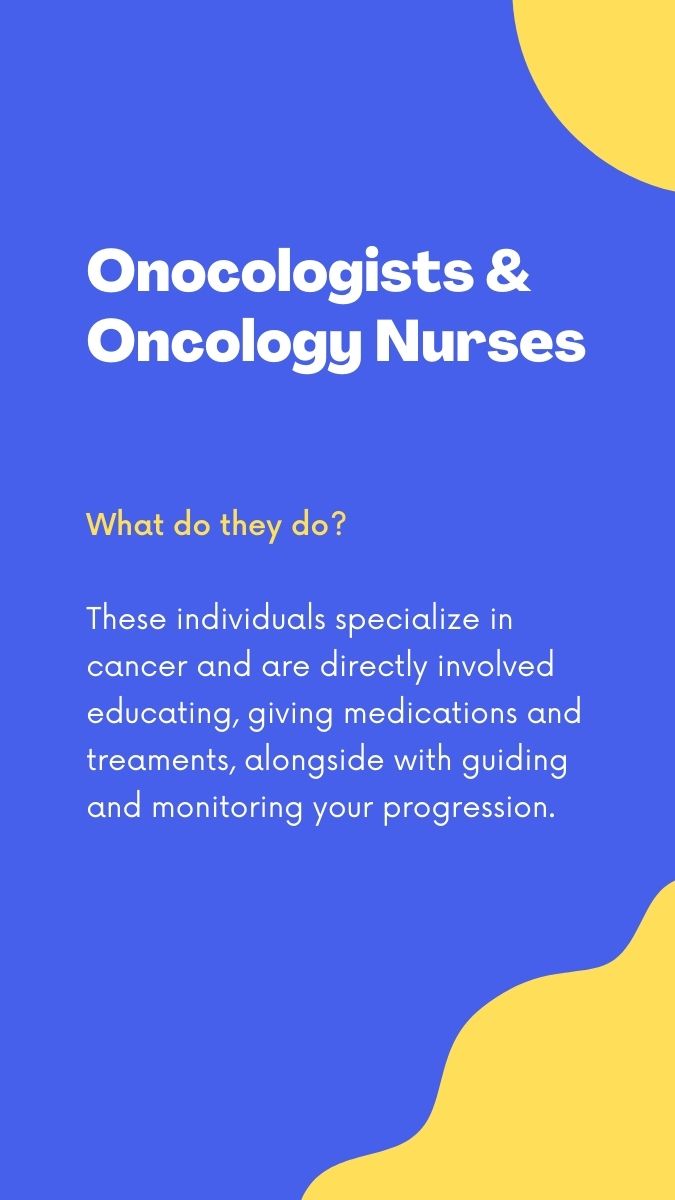 Onocologists &
Oncology Nurses
What do they do?
These individuals specialize in
cancer and are directly involved
educating, giving medications and
treaments, alongside with guiding
and monitoring your progression.